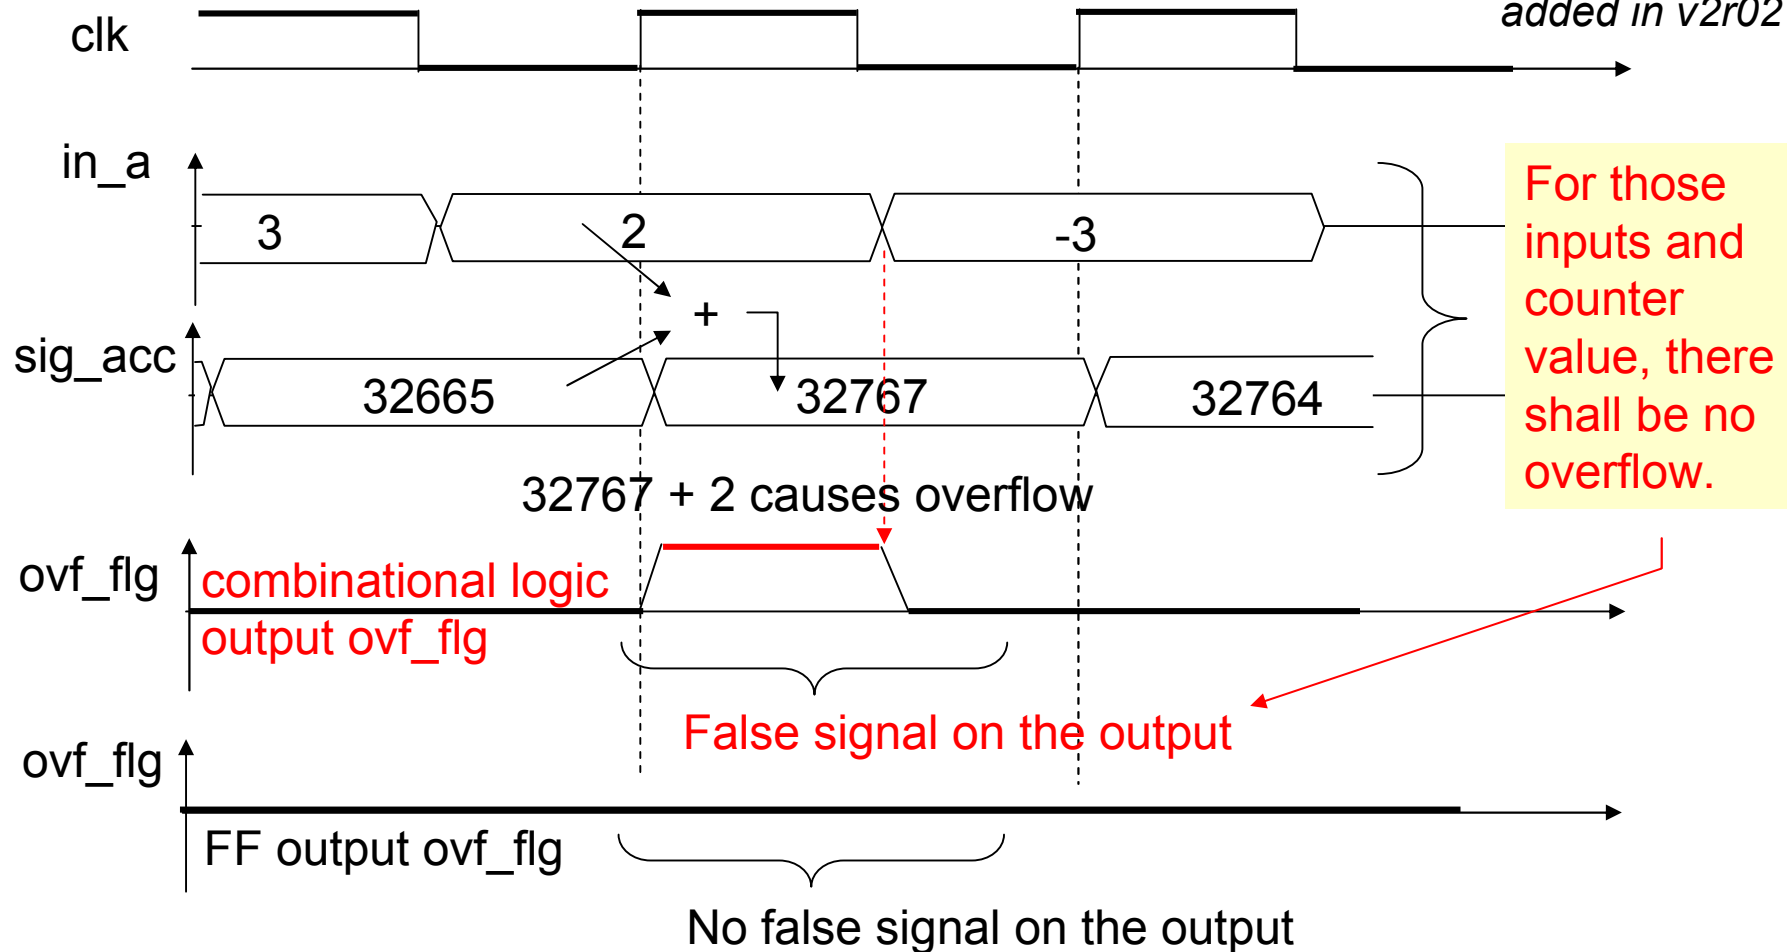 added in v2r02
clk
in_a
3
2
-3
+
sig_acc
32665
32767
32764
For those
inputs and
counter
value, there
shall be no
overflow.
32767 + 2 causes overflow
ovf_flg
combinational logic
output ovf_flg
False signal on the output
ovf_flg
FF output ovf_flg
No false signal on the output